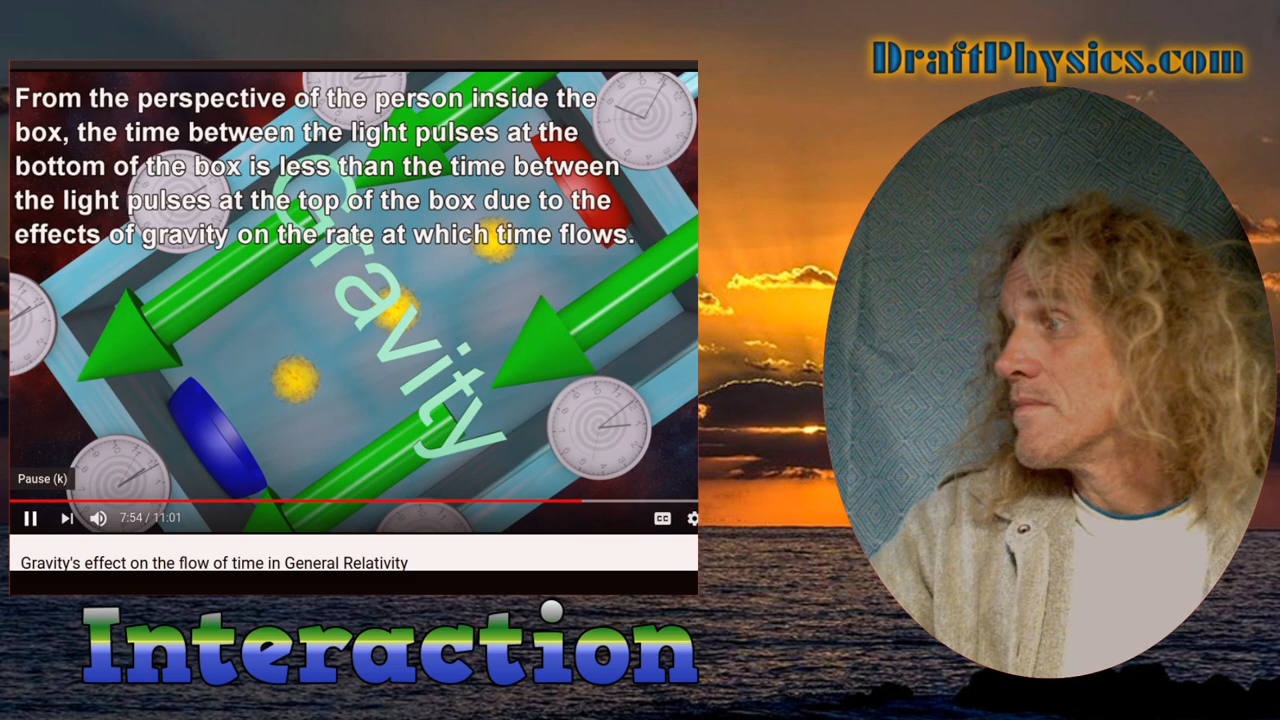 DraftPhysics.com
From the perspective of the person inside the
box, the time between the light pulses at the
bottom of the box is less than the time between
the light pulses at the top of the box due to the
effects of gravity on the rate at which time flows.
Gravity
Pause (k)
7:54 / 11:01
CC
Gravity's effect on the flow of time in General Relativity
Interaction